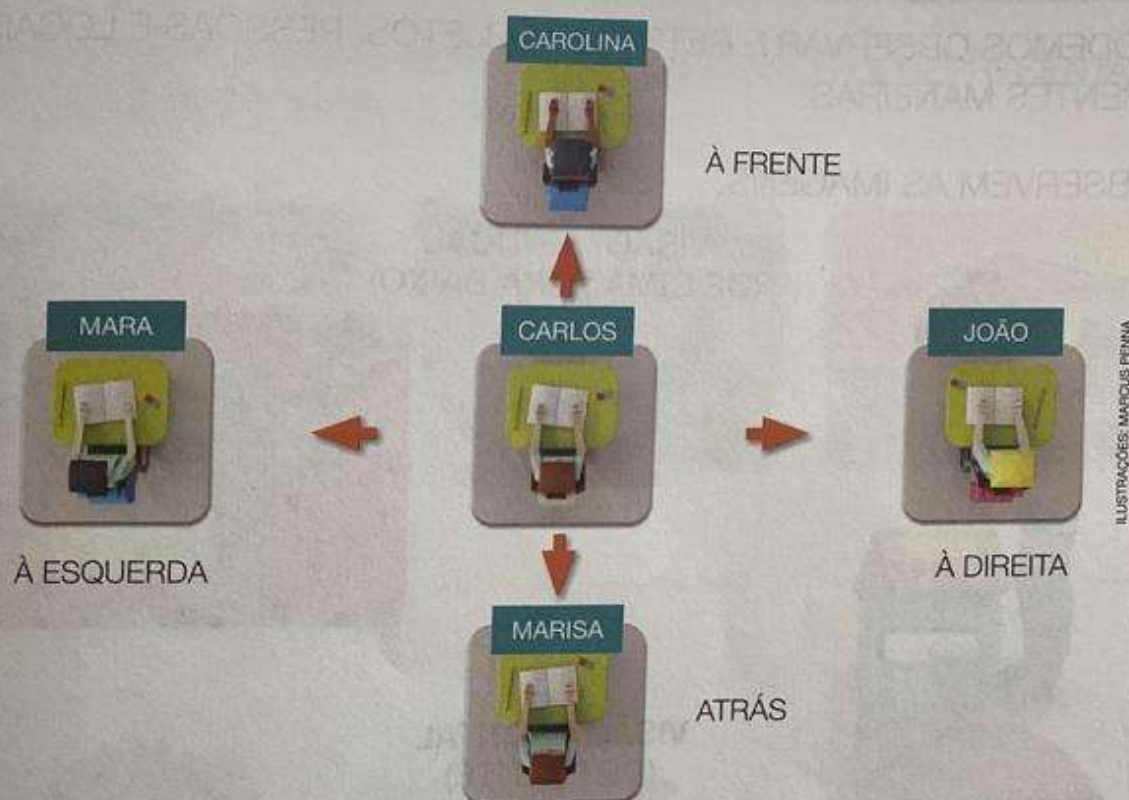 CAROLINA
À FRENTE
MARA
CARLOS
JOÃO
À ESQUERDA
À DIREITA
MARISA
ATRÁS
ILUSTRAÇÕES: MARCUS PENNA